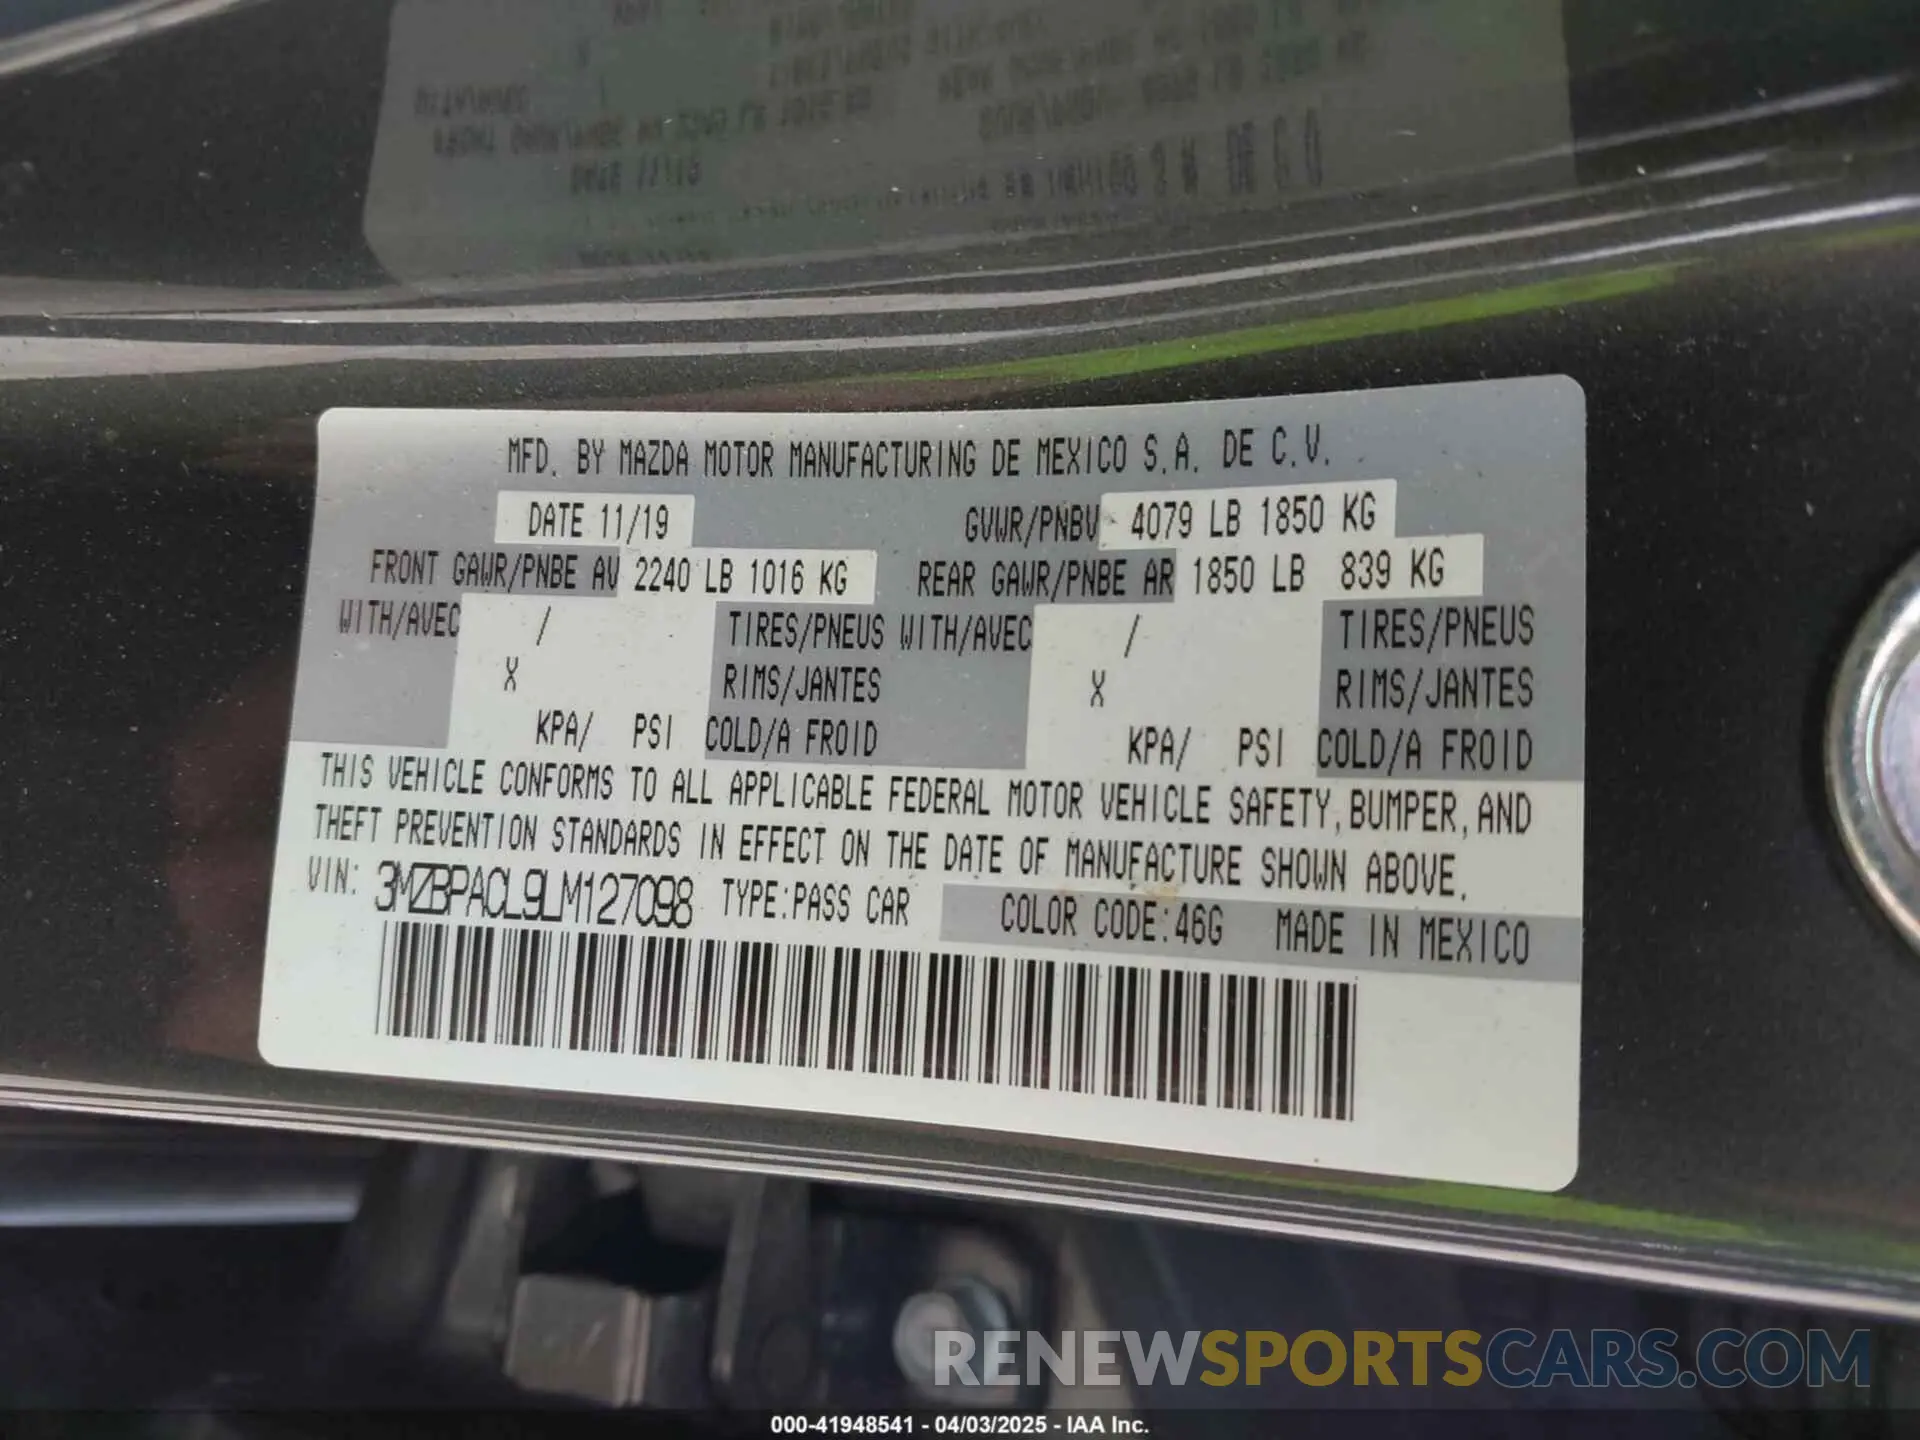 MFD. BY MAZDA MOTOR MANUFACTURING DE MEXICO S.A. DE C.V.
DATE 11/19 GVWR/PNBV 4079 LB 1850 KG
FRONT GAWR/PNBE AV 2240 LB 1016 KG REAR GAWR/PNBE AR 1850 LB 839 KG
WITH/AVEC / TIRES/PNEUS WITH/AVEC / TIRES/PNEUS
X RIMS/JANTES X RIMS/JANTES
KPA/ PSI COLD/A FROID KPA/ PSI COLD/A FROID
THIS VEHICLE CONFORMS TO ALL APPLICABLE FEDERAL MOTOR VEHICLE SAFETY, BUMPER, AND
THEFT PREVENTION STANDARDS IN EFFECT ON THE DATE OF MANUFACTURE SHOWN ABOVE.
VIN: 3MZBPACL9LM127098 TYPE:PASS CAR COLOR CODE:46G MADE IN MEXICO
RENEWSPORTSCARS.COM
000-41948541 - 04/03/2025 - IAA Inc.